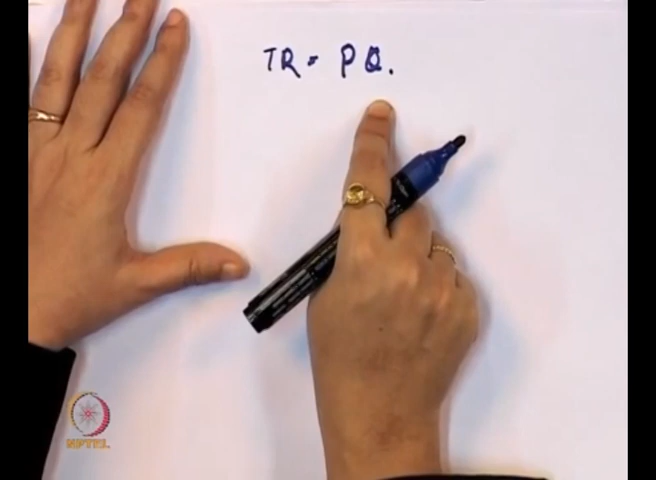 TR = PQ.
NPTEL